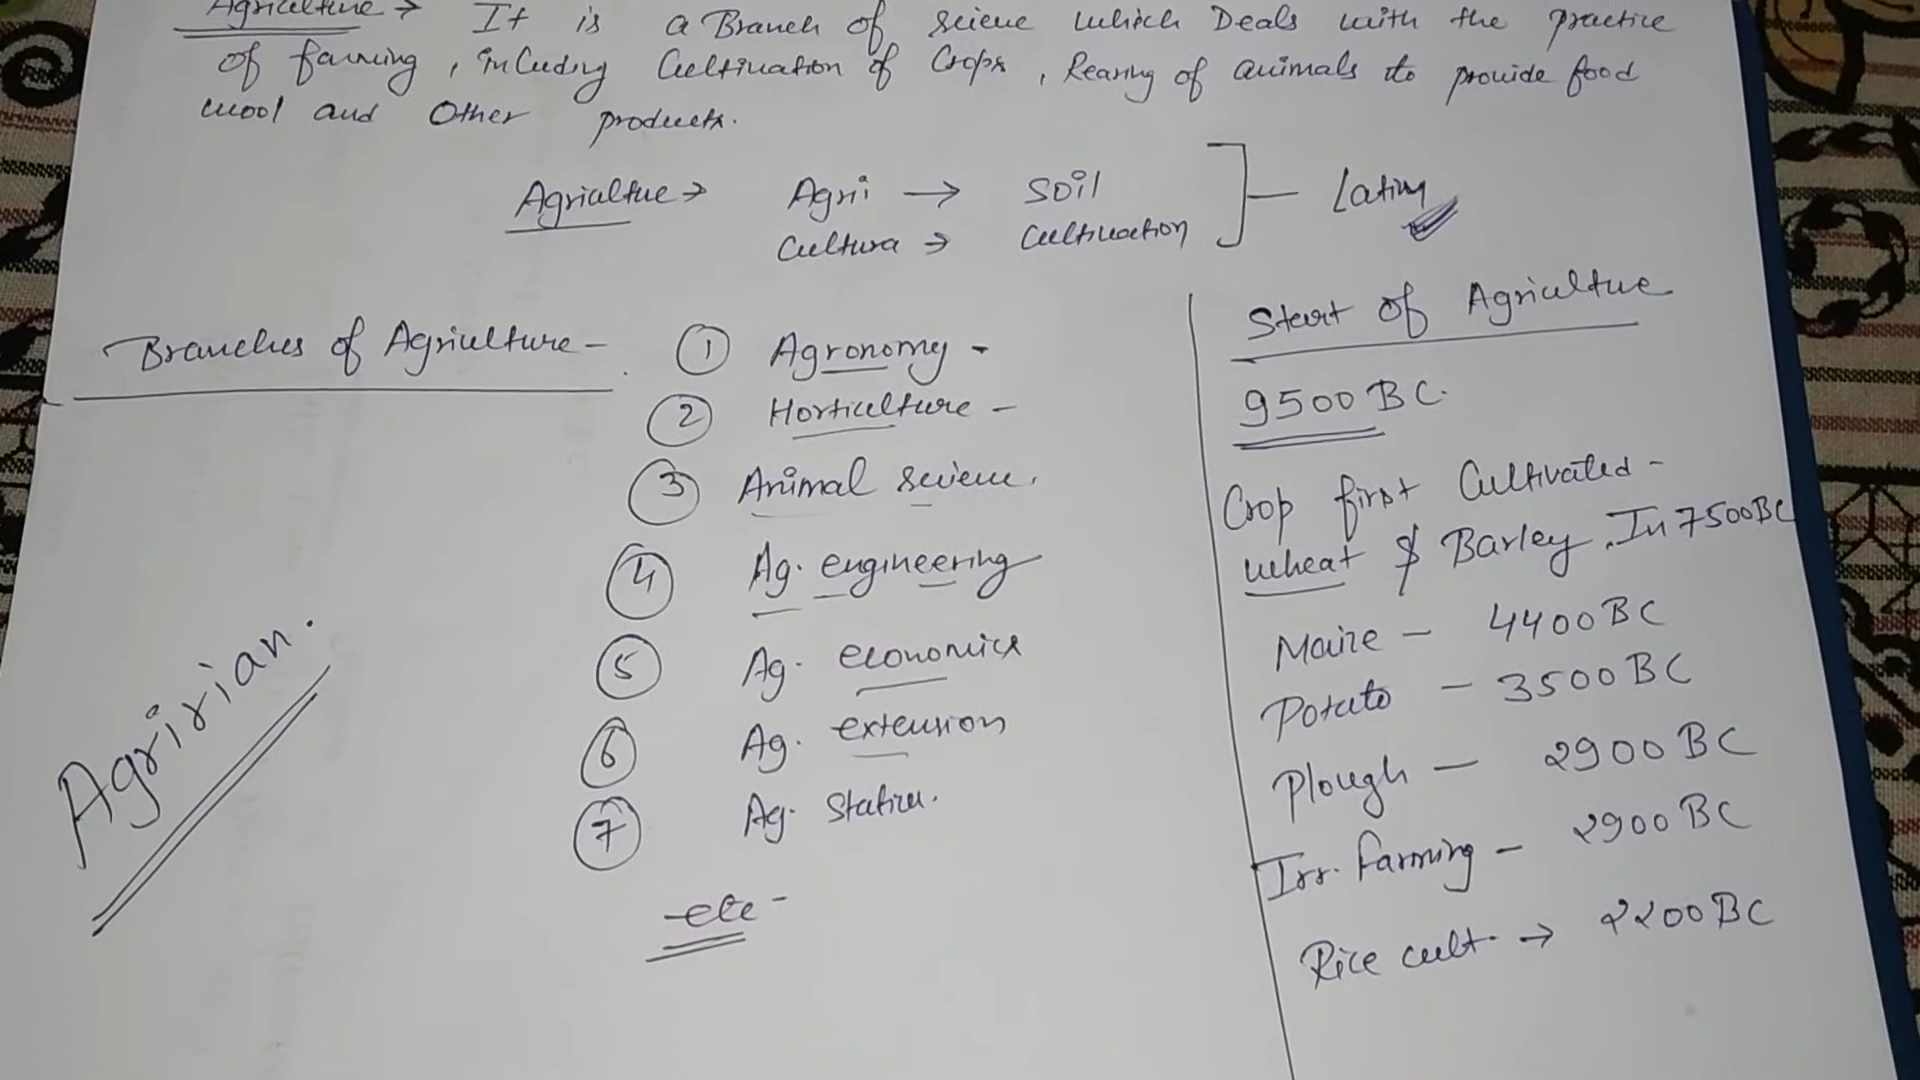 Agriculture → It is a Branch of science which Deals with the practice
of farming, including Cultivation of Crops, Rearing of animals to provide food
wool and Other products.
Agriculture → Agri → Soil
Cultura → Cultivation
] — Latin
Branches of Agriculture –
① Agronomy -
② Horticulture –
③ Animal science.
④ Ag. engineering
⑤ Ag. economics
⑥ Ag. extension
⑦ Ag.
-etc-
Agririan.
Start of Agriculture
9500 BC.
Crop first Cultivated –
wheat & Barley. In 7500 BC
Maize – 4400 BC
Potato – 3500 BC
Plough – 2900 BC
Irr. farming – 2900 BC
Rice cult. → 2200 BC